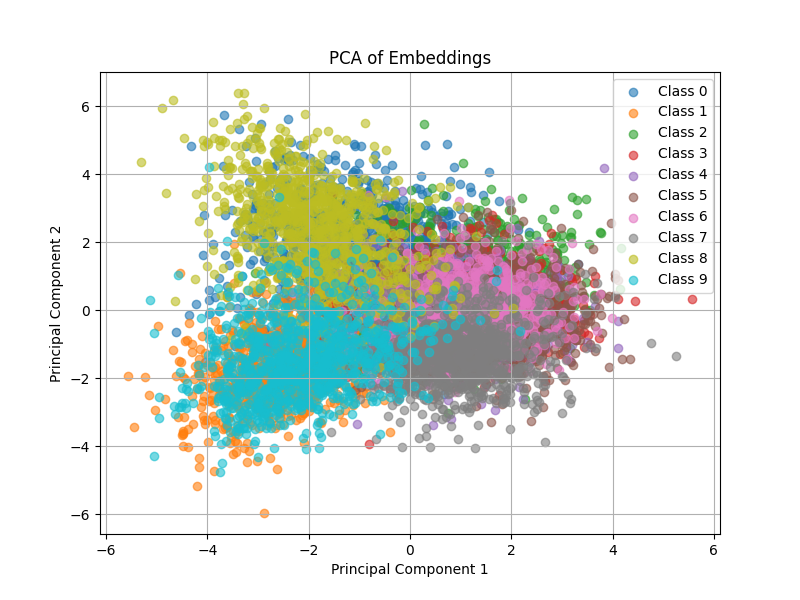 PCA of Embeddings
Class 0
Class 1
Class 2
Class 3
Class 4
Class 5
Class 6
Class 7
Class 8
Class 9
6
4
2
0
−2
−4
−6
Principal Component 2
−6 −4 −2 0 2 4 6
Principal Component 1